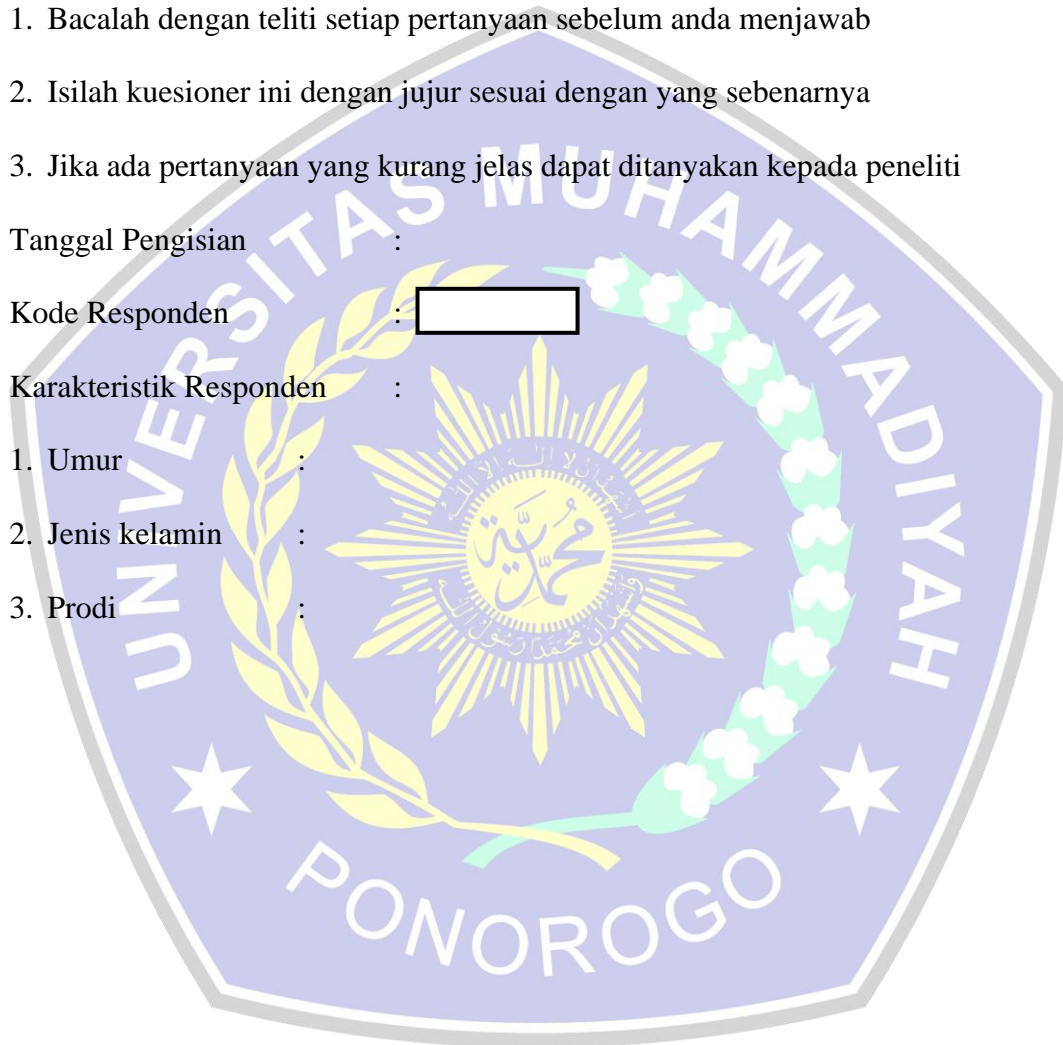 1. Bacalah dengan teliti setiap pertanyaan sebelum anda menjawab
2. Isilah kuesioner ini dengan jujur sesuai dengan yang sebenarnya
3. Jika ada pertanyaan yang kurang jelas dapat ditanyakan kepada peneliti
Tanggal Pengisian :
Kode Responden :
Karakteristik Responden :
1. Umur :
2. Jenis kelamin :
3. Prodi :
UNIVERSITAS MUHAMMADIYAH
PONOROGO
محمدية